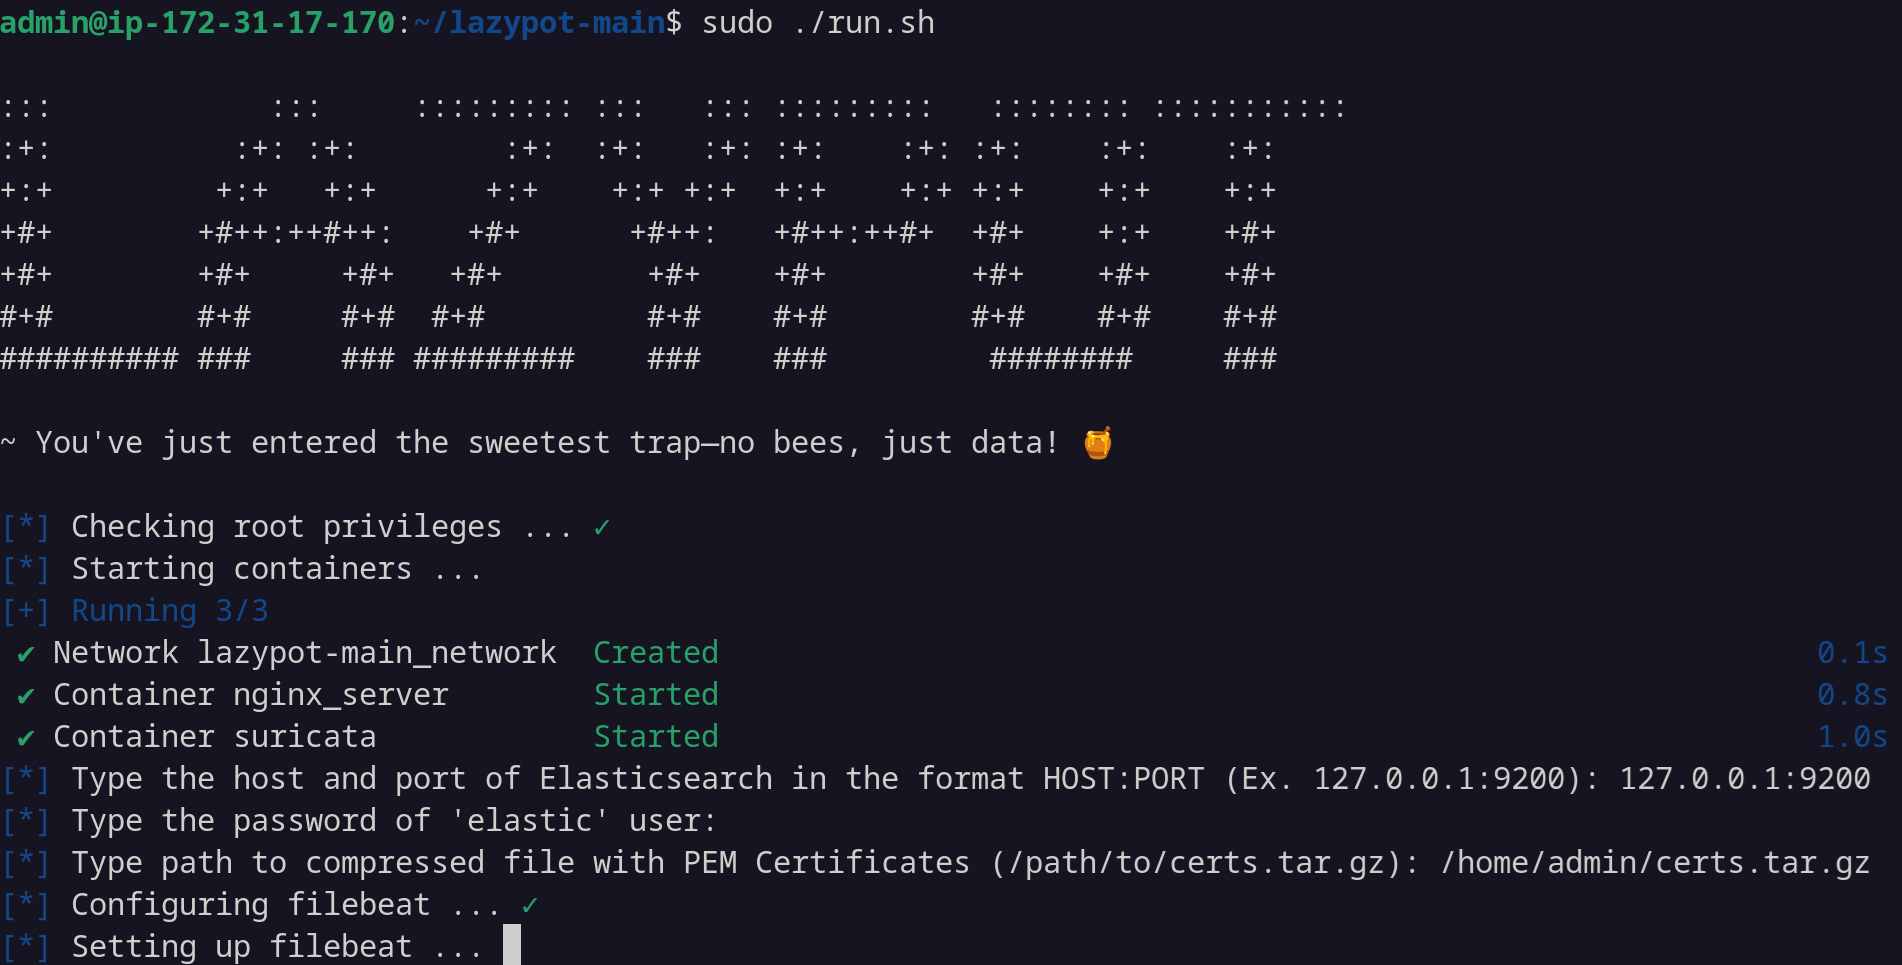 admin@ip-172-31-17-170:~/lazypot-main$ sudo ./run.sh
:::             :::     ::::::::: :::   ::: :::::::::   :::::::: :::::::::::
:+:          :+: :+:        :+:  :+:   :+: :+:    :+: :+:    :+:    :+:
+:+         +:+   +:+      +:+    +:+ +:+  +:+    +:+ +:+    +:+    +:+
+#+        +#++:++#++:    +#+      +#++:   +#++:++#+  +#+    +:+    +#+
+#+        +#+     +#+   +#+        +#+    +#+        +#+    +#+    +#+
#+#        #+#     #+#  #+#         #+#    #+#        #+#    #+#    #+#
########## ###     ### #########    ###    ###         ########     ###
~ You've just entered the sweetest trap—no bees, just data! 🍯
[*] Checking root privileges ... ✓
[*] Starting containers ...
[+] Running 3/3
✔ Network lazypot-main_network  Created 0.1s
✔ Container nginx_server        Started 0.8s
✔ Container suricata            Started 1.0s
[*] Type the host and port of Elasticsearch in the format HOST:PORT (Ex. 127.0.0.1:9200): 127.0.0.1:9200
[*] Type the password of 'elastic' user:
[*] Type path to compressed file with PEM Certificates (/path/to/certs.tar.gz): /home/admin/certs.tar.gz
[*] Configuring filebeat ... ✓
[*] Setting up filebeat ...